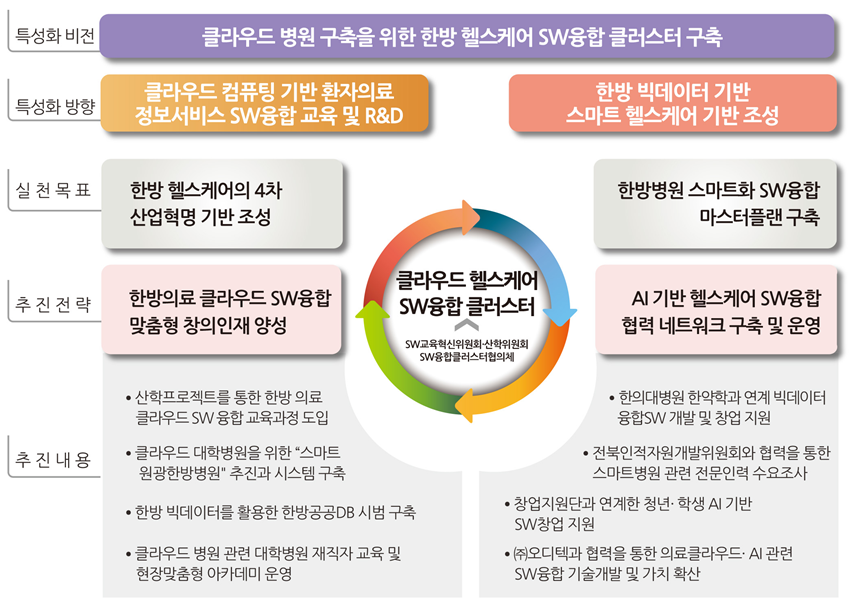 특성화 비전
클라우드 병원 구축을 위한 한방 헬스케어 SW융합 클러스터 구축
특성화 방향
클라우드 컴퓨팅 기반 환자의료
정보서비스 SW융합 교육 및 R&D
한방 빅데이터 기반
스마트 헬스케어 기반 조성
실천목표
한방 헬스케어의 4차
산업혁명 기반 조성
한방병원 스마트화 SW융합
마스터플랜 구축
클라우드 헬스케어
SW융합 클러스터
SW교육혁신위원회·산학위원회
SW융합클러스터협의체
추진전략
한방의료 클라우드 SW융합
맞춤형 창의인재 양성
AI 기반 헬스케어 SW융합
협력 네트워크 구축 및 운영
추진내용
• 산학프로젝트를 통한 한방 의료
클라우드 SW 융합 교육과정 도입
• 클라우드 대학병원을 위한 “스마트
원광한방병원" 추진과 시스템 구축
• 한방 빅데이터를 활용한 한방공공DB 시범 구축
• 클라우드 병원 관련 대학병원 재직자 교육 및
현장맞춤형 아카데미 운영
• 한의대병원 한약학과 연계 빅데이터
융합SW 개발 및 창업 지원
• 전북인적자원개발위원회와 협력을 통한
스마트병원 관련 전문인력 수요조사
• 창업지원단과 연계한 청년· 학생 AI 기반
SW창업 지원
• ㈜오디텍과 협력을 통한 의료클라우드· AI 관련
SW융합 기술개발 및 가치 확산